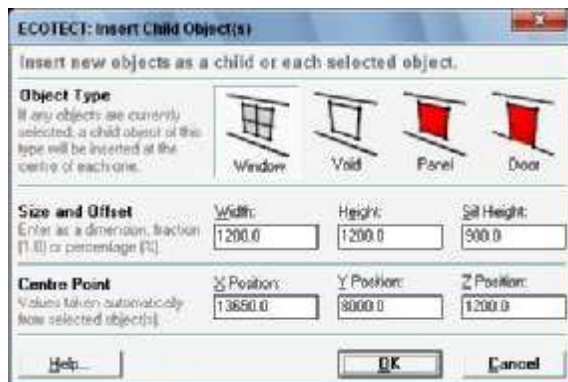 ECOTECT: Insert Child Object(s)
Insert new objects as a child or each selected object.
Object Type
If any objects are currently
selected, a child object of this
type will be inserted at the
centre of each one.
Window Void Panel Door
Size and Offset Width: Height: Sill Height:
Enter as a dimension, fraction
(1.0) or percentage (%).
1200.0 1200.0 900.0
Centre Point X Position: Y Position: Z Position:
Values taken automatically
from selected object(s).
13650.0 8000.0 1200.0
Help... OK Cancel